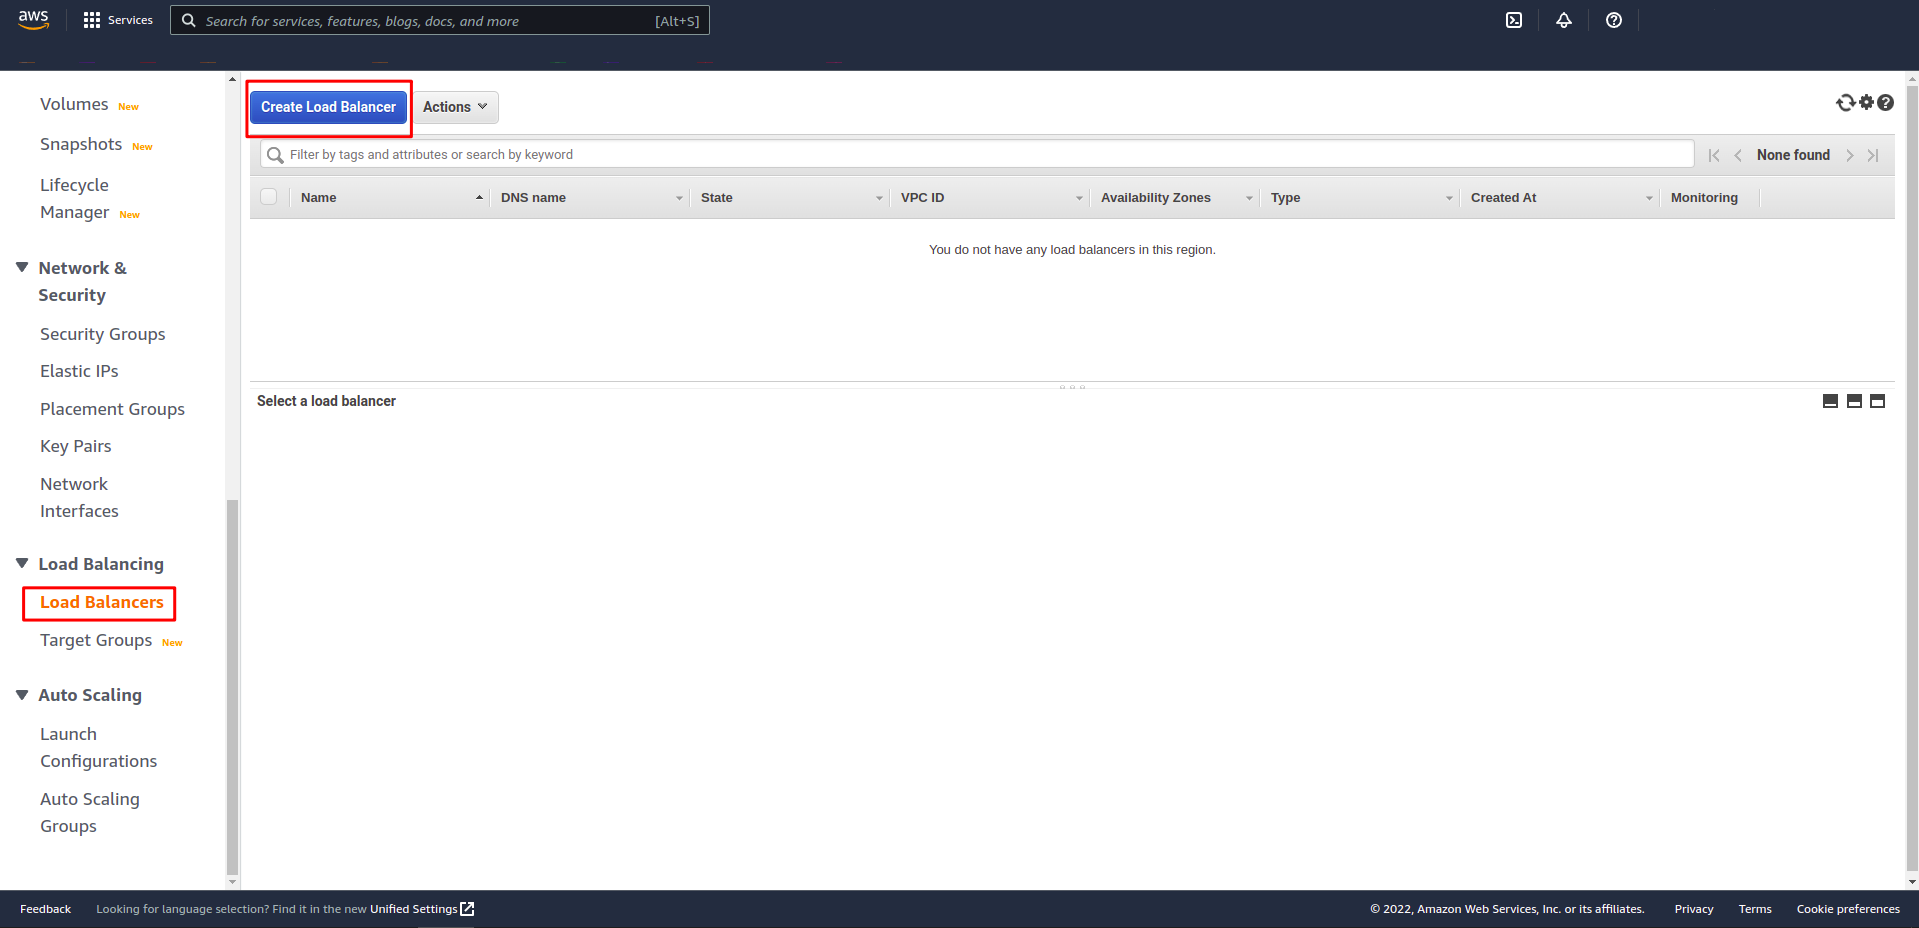 aws
Services
Search for services, features, blogs, docs, and more
[Alt+S]
Volumes New
Snapshots New
Lifecycle
Manager New
Network &
Security
Security Groups
Elastic IPs
Placement Groups
Key Pairs
Network
Interfaces
Load Balancing
Load Balancers
Target Groups New
Auto Scaling
Launch
Configurations
Auto Scaling
Groups
Create Load Balancer
Actions
Filter by tags and attributes or search by keyword
None found
Name DNS name State VPC ID Availability Zones Type Created At Monitoring
You do not have any load balancers in this region.
Select a load balancer
Feedback
Looking for language selection? Find it in the new Unified Settings
© 2022, Amazon Web Services, Inc. or its affiliates.
Privacy
Terms
Cookie preferences